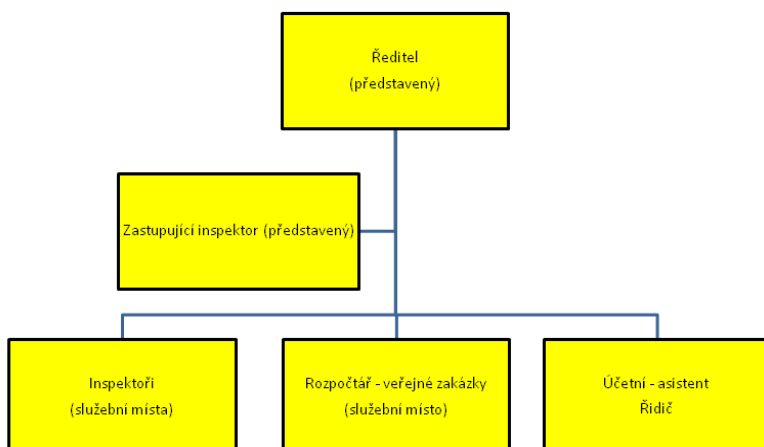 Ředitel
(představený)
Zastupující inspektor (představený)
Inspektoři
(služební místa)
Rozpočtář - veřejné zakázky
(služební místo)
Účetní - asistent
Řidič